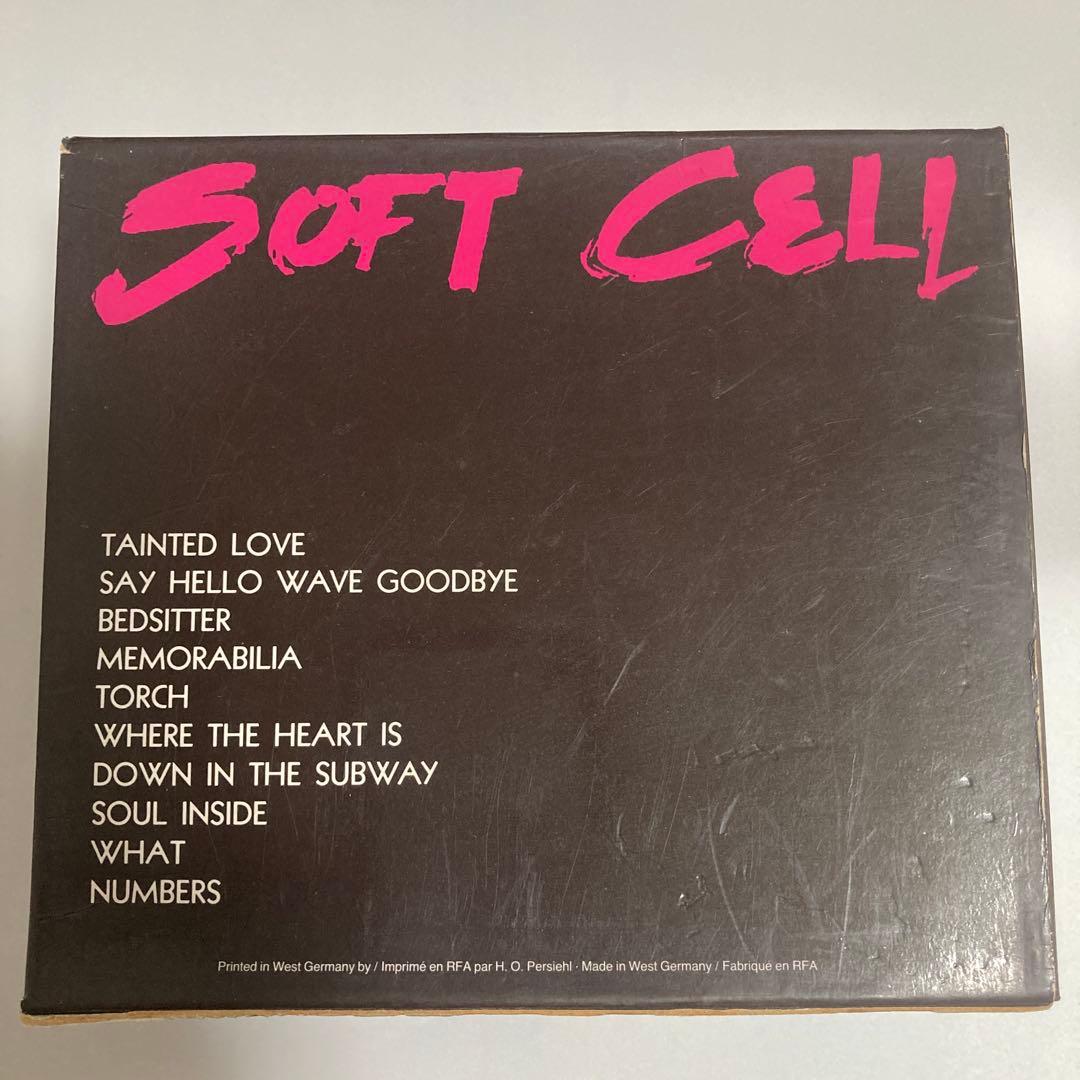 SOFT CELL
TAINTED LOVE
SAY HELLO WAVE GOODBYE
BEDSITTER
MEMORABILIA
TORCH
WHERE THE HEART IS
DOWN IN THE SUBWAY
SOUL INSIDE
WHAT
NUMBERS
Printed in West Germany by / Imprimé en RFA par H. O. Persiehl · Made in West Germany / Fabriqué en RFA